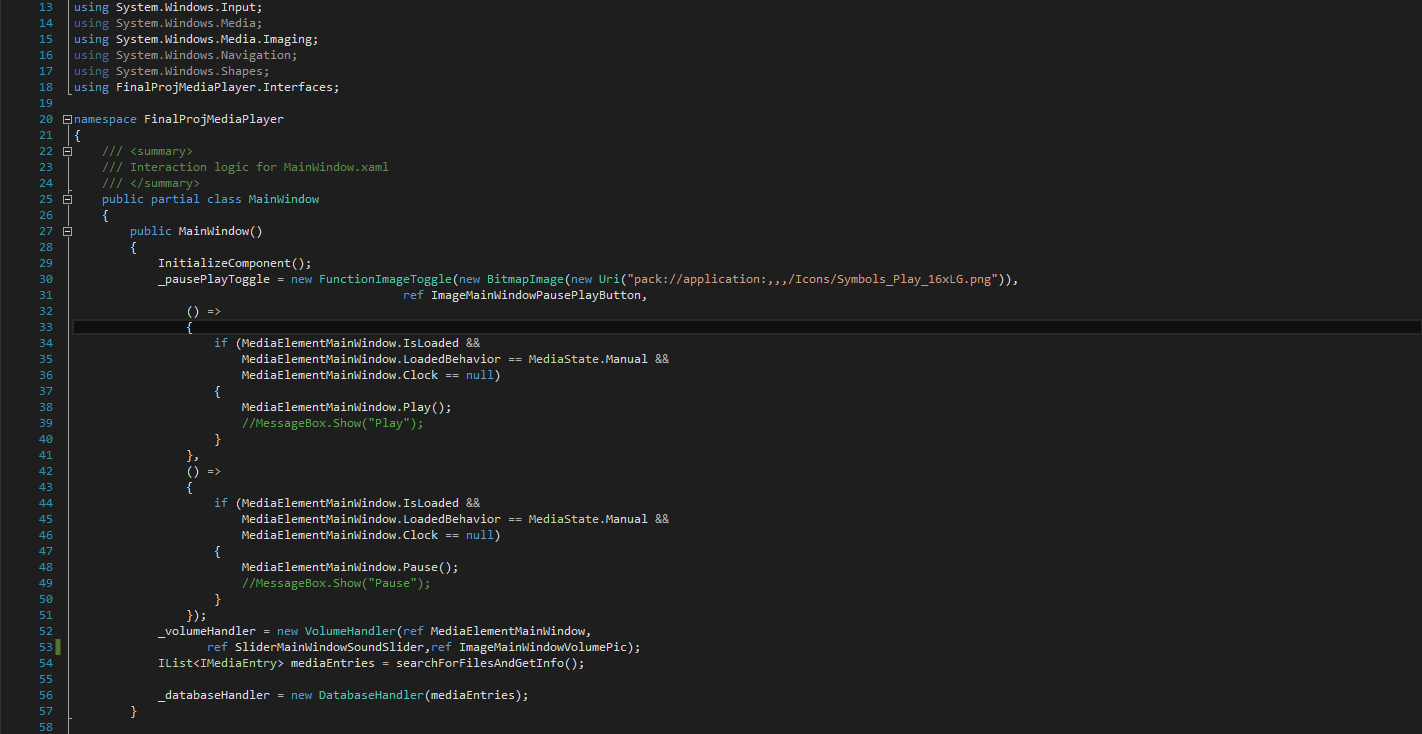 13 using System.Windows.Input;
14 using System.Windows.Media;
15 using System.Windows.Media.Imaging;
16 using System.Windows.Navigation;
17 using System.Windows.Shapes;
18 using FinalProjMediaPlayer.Interfaces;
19
20 namespace FinalProjMediaPlayer
21 {
22     /// <summary>
23     /// Interaction logic for MainWindow.xaml
24     /// </summary>
25     public partial class MainWindow
26     {
27         public MainWindow()
28         {
29             InitializeComponent();
30             _pausePlayToggle = new FunctionImageToggle(new BitmapImage(new Uri("pack://application:,,,/Icons/Symbols_Play_16xLG.png")),
31                                                ref ImageMainWindowPausePlayButton,
32                 () =>
33                 {
34                     if (MediaElementMainWindow.IsLoaded &&
35                         MediaElementMainWindow.LoadedBehavior == MediaState.Manual &&
36                         MediaElementMainWindow.Clock == null)
37                     {
38                         MediaElementMainWindow.Play();
39                         //MessageBox.Show("Play");
40                     }
41                 },
42                 () =>
43                 {
44                     if (MediaElementMainWindow.IsLoaded &&
45                         MediaElementMainWindow.LoadedBehavior == MediaState.Manual &&
46                         MediaElementMainWindow.Clock == null)
47                     {
48                         MediaElementMainWindow.Pause();
49                         //MessageBox.Show("Pause");
50                     }
51                 });
52             _volumeHandler = new VolumeHandler(ref MediaElementMainWindow,
53                    ref SliderMainWindowSoundSlider,ref ImageMainWindowVolumePic);
54             IList<IMediaEntry> mediaEntries = searchForFilesAndGetInfo();
55
56             _databaseHandler = new DatabaseHandler(mediaEntries);
57         }
58